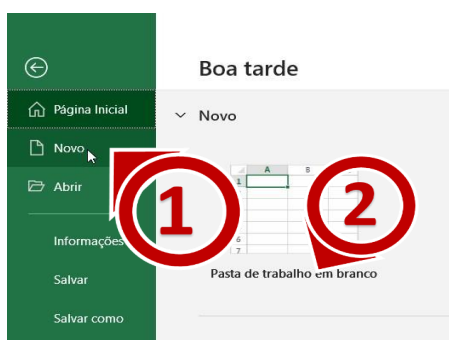 Boa tarde
Página Inicial
Novo
Novo
Abrir
Informações
Salvar
Salvar como
1
2
A
B
1
6
7
Pasta de trabalho em branco